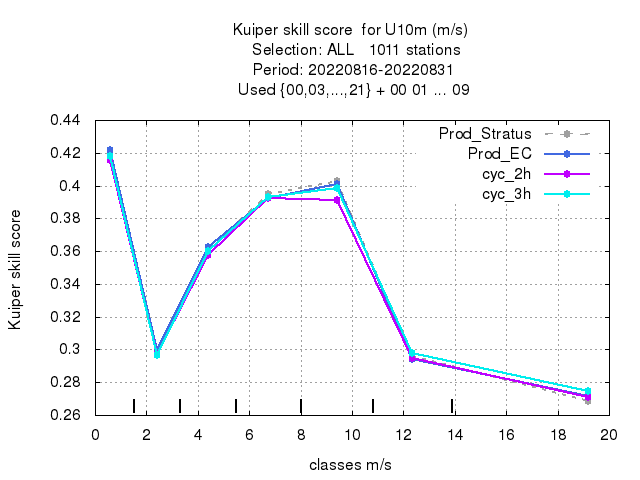 Kuiper skill score  for U10m (m/s)
Selection: ALL   1011 stations
Period: 20220816-20220831
Used {00,03,...,21} + 00 01 ... 09
Prod_Stratus
Prod_EC
cyc_2h
cyc_3h
Kuiper skill score
0.44
0.42
0.4
0.38
0.36
0.34
0.32
0.3
0.28
0.26
0 2 4 6 8 10 12 14 16 18 20
classes m/s